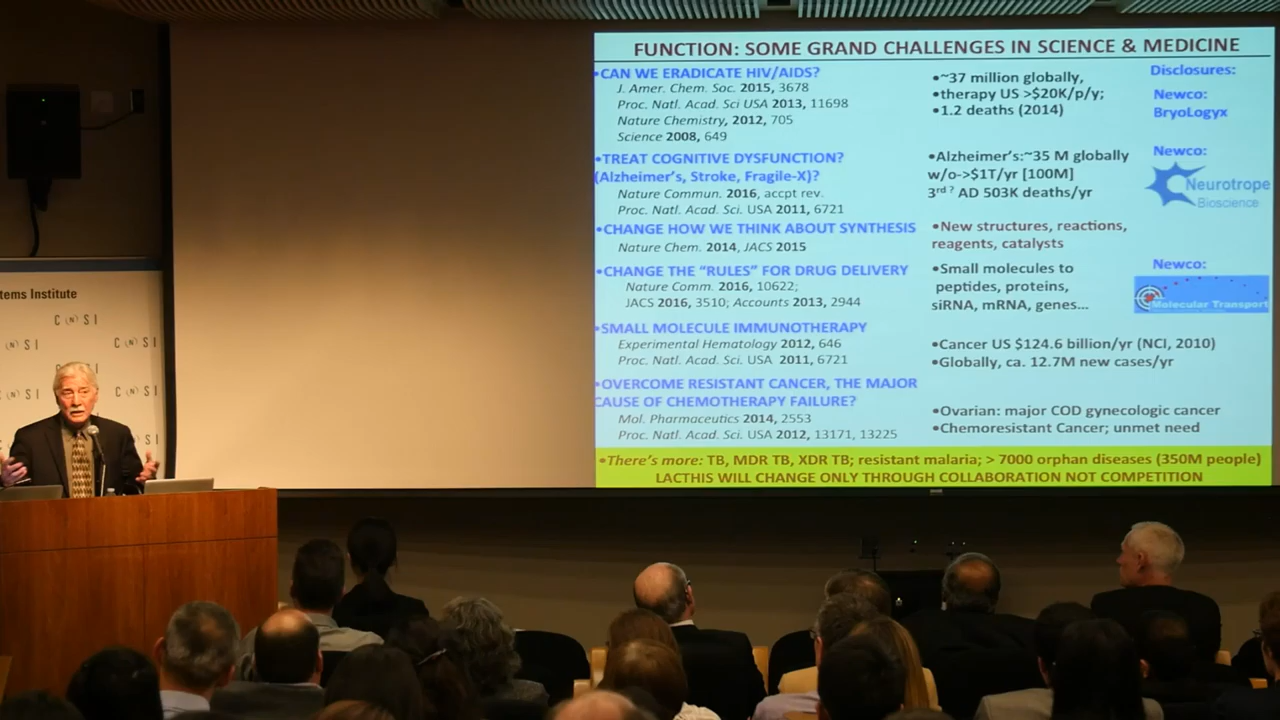 FUNCTION: SOME GRAND CHALLENGES IN SCIENCE & MEDICINE
•CAN WE ERADICATE HIV/AIDS?
J. Amer. Chem. Soc. 2015, 3678
Proc. Natl. Acad. Sci USA 2013, 11698
Nature Chemistry, 2012, 705
Science 2008, 649
•~37 million globally,
•therapy US >$20K/p/y;
•1.2 deaths (2014)
Disclosures:
Newco:
BryoLogyx
•TREAT COGNITIVE DYSFUNCTION?
(Alzheimer's, Stroke, Fragile-X)?
Nature Commun. 2016, accpt rev.
Proc. Natl. Acad. Sci. USA 2011, 6721
•Alzheimer's:~35 M globally
w/o->$1T/yr [100M]
3rd ? AD 503K deaths/yr
Newco:
Neurotrope
Bioscience
•CHANGE HOW WE THINK ABOUT SYNTHESIS
Nature Chem. 2014, JACS 2015
•New structures, reactions,
reagents, catalysts
•CHANGE THE "RULES" FOR DRUG DELIVERY
Nature Comm. 2016, 10622;
JACS 2016, 3510; Accounts 2013, 2944
•Small molecules to
peptides, proteins,
siRNA, mRNA, genes...
Newco:
Molecular Transport
•SMALL MOLECULE IMMUNOTHERAPY
Experimental Hematology 2012, 646
Proc. Natl. Acad. Sci. USA 2011, 6721
•Cancer US $124.6 billion/yr (NCI, 2010)
•Globally, ca. 12.7M new cases/yr
•OVERCOME RESISTANT CANCER, THE MAJOR
CAUSE OF CHEMOTHERAPY FAILURE?
Mol. Pharmaceutics 2014, 2553
Proc. Natl. Acad. Sci. USA 2012, 13171, 13225
•Ovarian: major COD gynecologic cancer
•Chemoresistant Cancer; unmet need
•There's more: TB, MDR TB, XDR TB; resistant malaria; > 7000 orphan diseases (350M people)
LACTHIS WILL CHANGE ONLY THROUGH COLLABORATION NOT COMPETITION
tems Institute
C(N)SI
(N)SI
C(N)SI
C(N)SI